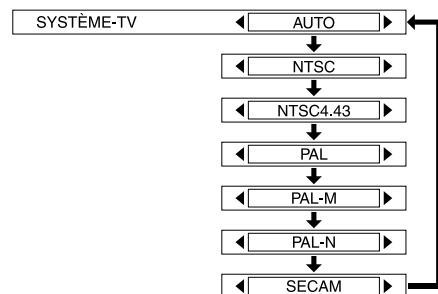 SYSTÈME-TV AUTO
NTSC
NTSC4.43
PAL
PAL-M
PAL-N
SECAM